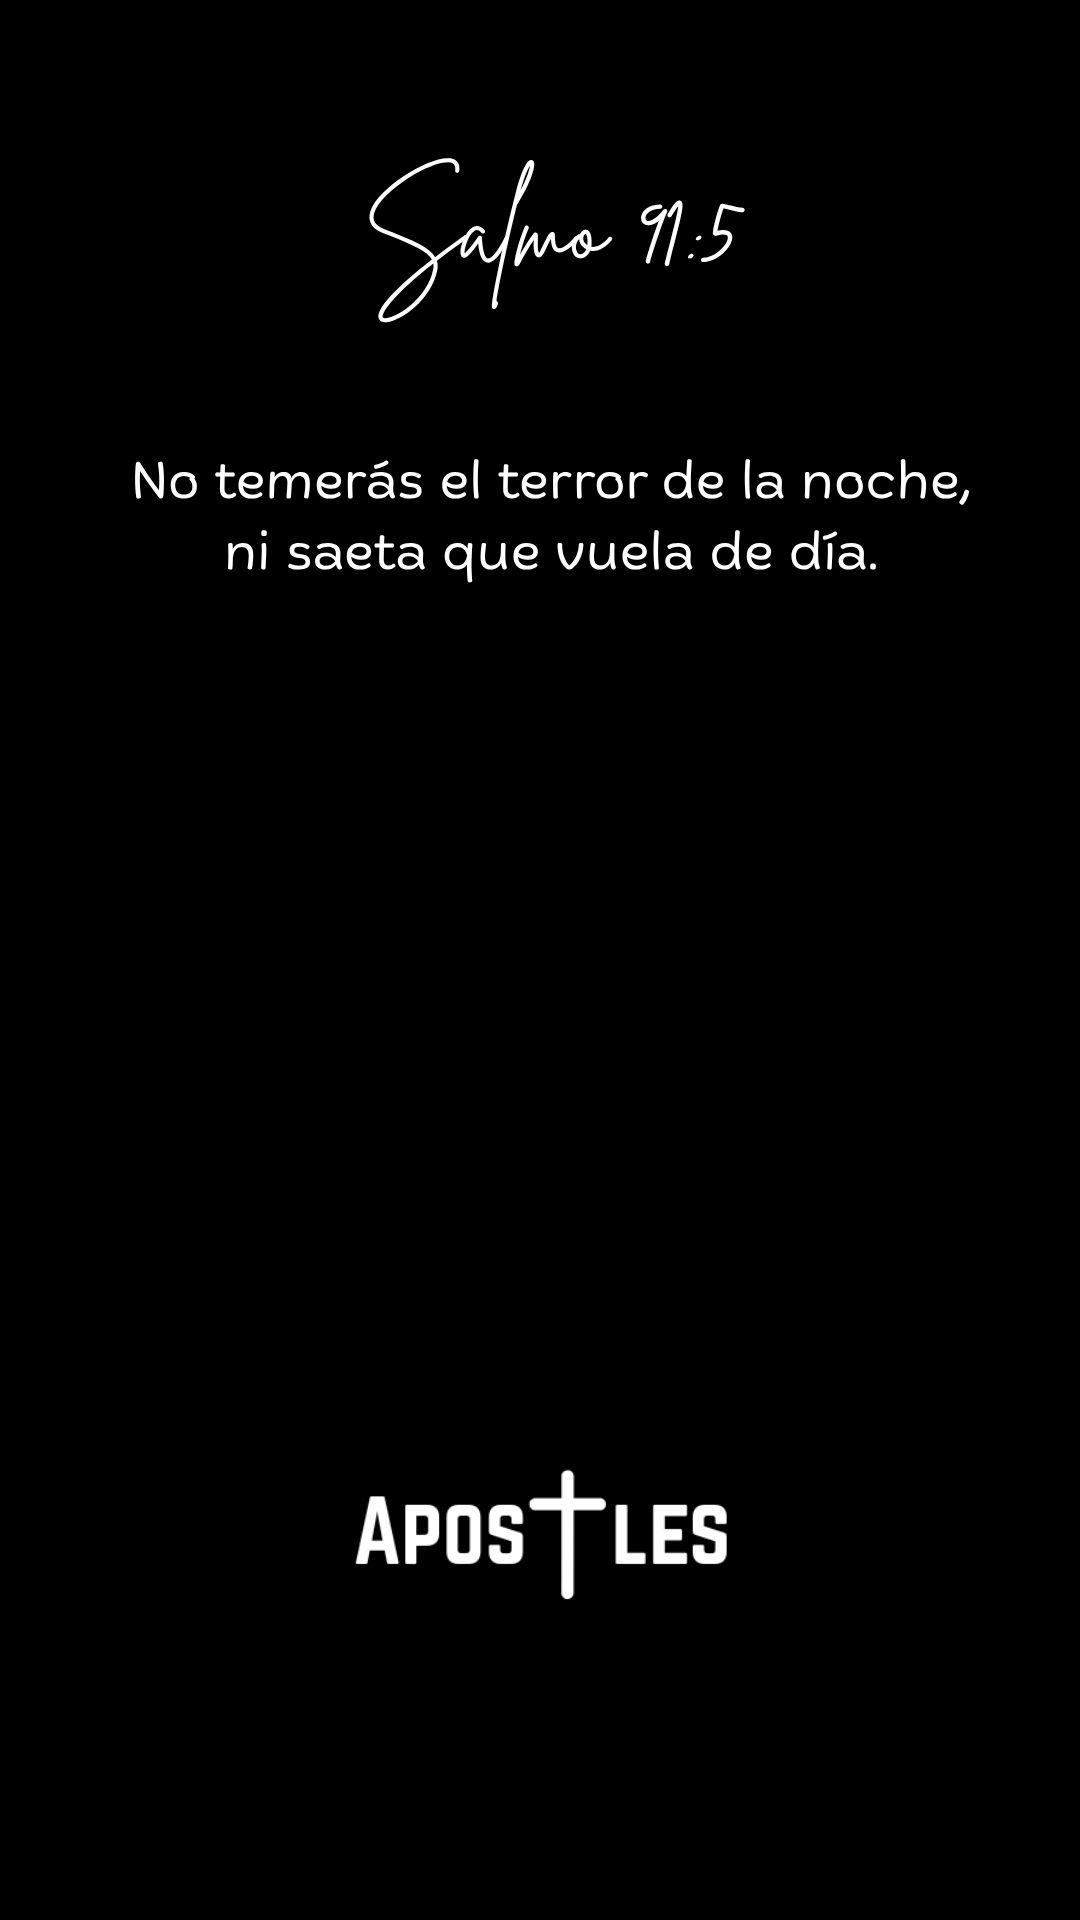 Salmo 91:5
No temerás el terror de la noche,
ni saeta que vuela de día.
APOSTLES